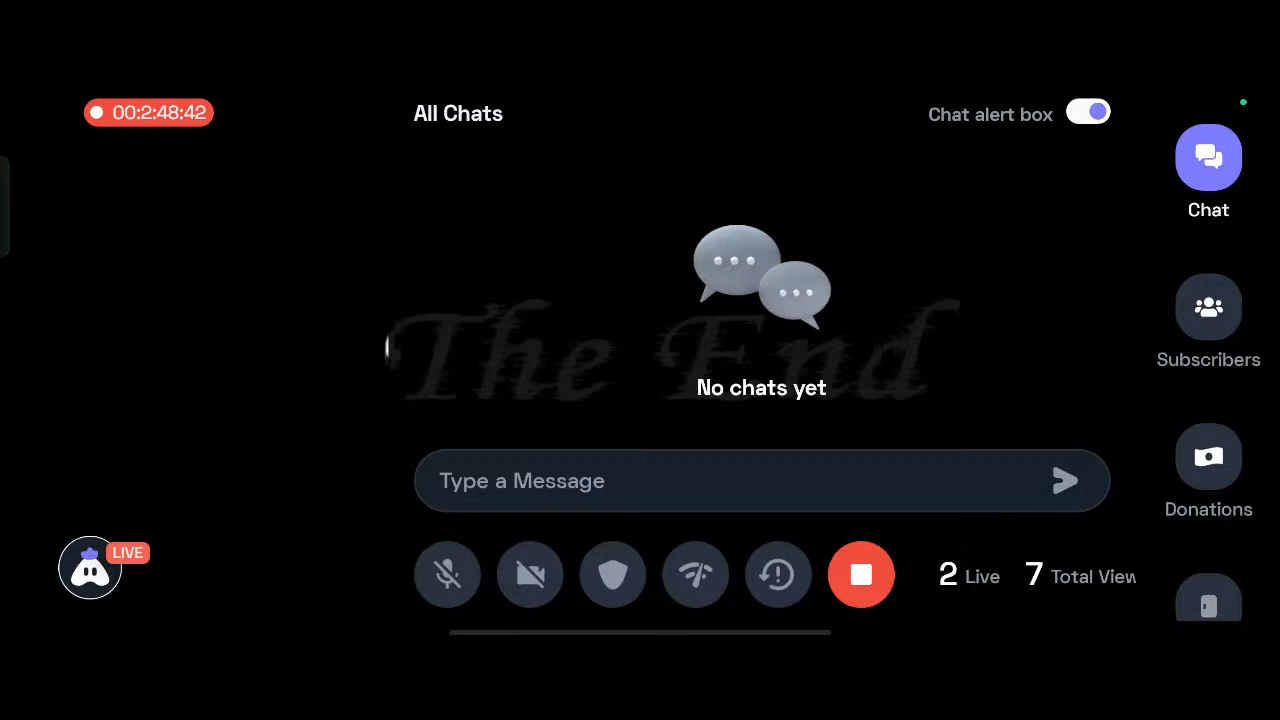 00:2:48:42
All Chats
Chat alert box
Chat
The End
No chats yet
Subscribers
Type a Message
Donations
LIVE
2 Live 7 Total View